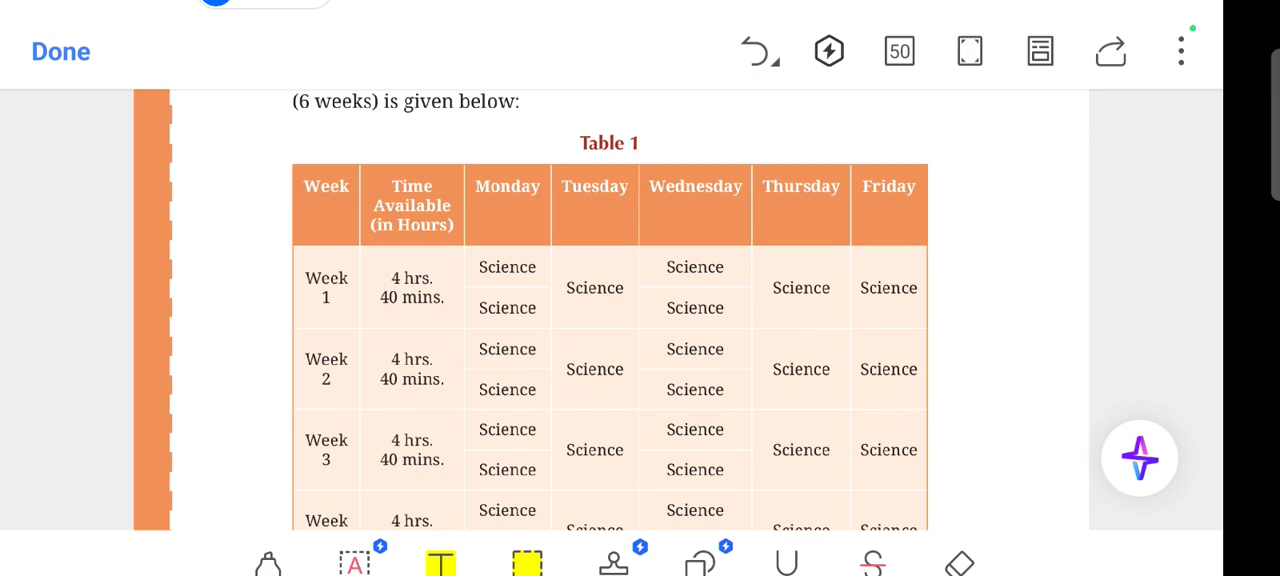 Done
50
(6 weeks) is given below:
Table 1
Week Time Available (in Hours) Monday Tuesday Wednesday Thursday Friday
Week 1 4 hrs. 40 mins. Science Science Science Science Science Science Science
Week 2 4 hrs. 40 mins. Science Science Science Science Science Science Science
Week 3 4 hrs. 40 mins. Science Science Science Science Science Science Science
Week 4 hrs. Science Science Science Science Science
A T U S